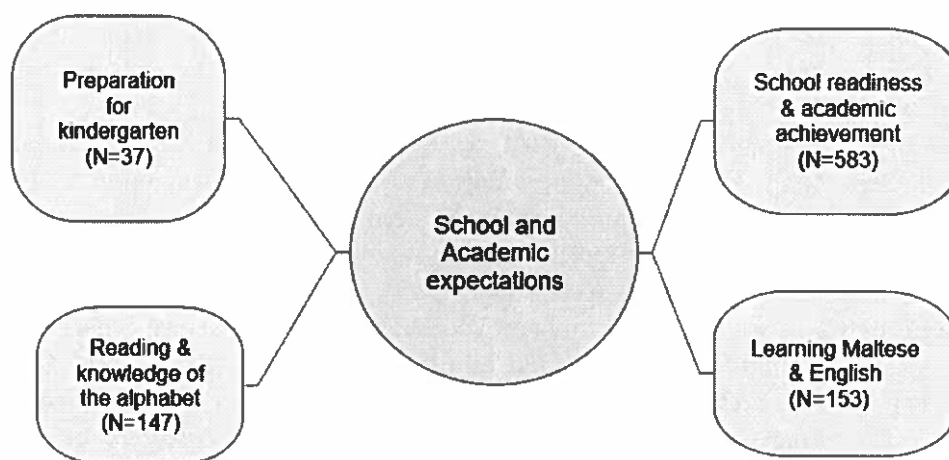 Preparation
for
kindergarten
(N=37)
School readiness
& academic
achievement
(N=583)
School and
Academic
expectations
Reading &
knowledge of
the alphabet
(N=147)
Learning Maltese
& English
(N=153)